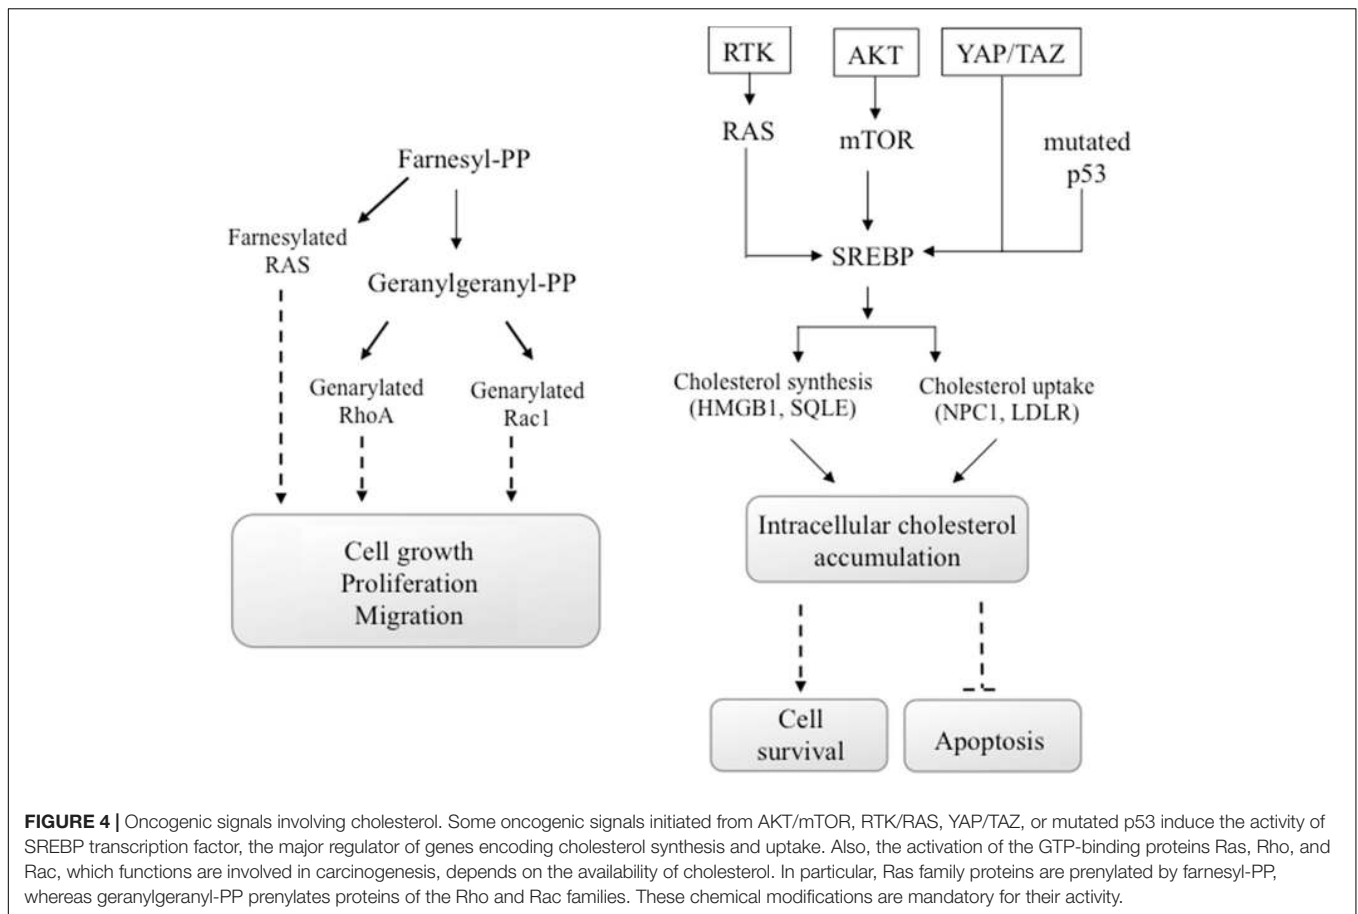 RTK
AKT
YAP/TAZ
RAS
mTOR
mutated
p53
SREBP
Cholesterol synthesis
(HMGB1, SQLE)
Cholesterol uptake
(NPC1, LDLR)
Intracellular cholesterol
accumulation
Cell
survival
Apoptosis
Farnesyl-PP
Farnesylated
RAS
Geranylgeranyl-PP
Genarylated
RhoA
Genarylated
Rac1
Cell growth
Proliferation
Migration
FIGURE 4 | Oncogenic signals involving cholesterol. Some oncogenic signals initiated from AKT/mTOR, RTK/RAS, YAP/TAZ, or mutated p53 induce the activity of
SREBP transcription factor, the major regulator of genes encoding cholesterol synthesis and uptake. Also, the activation of the GTP-binding proteins Ras, Rho, and
Rac, which functions are involved in carcinogenesis, depends on the availability of cholesterol. In particular, Ras family proteins are prenylated by farnesyl-PP,
whereas geranylgeranyl-PP prenylates proteins of the Rho and Rac families. These chemical modifications are mandatory for their activity.